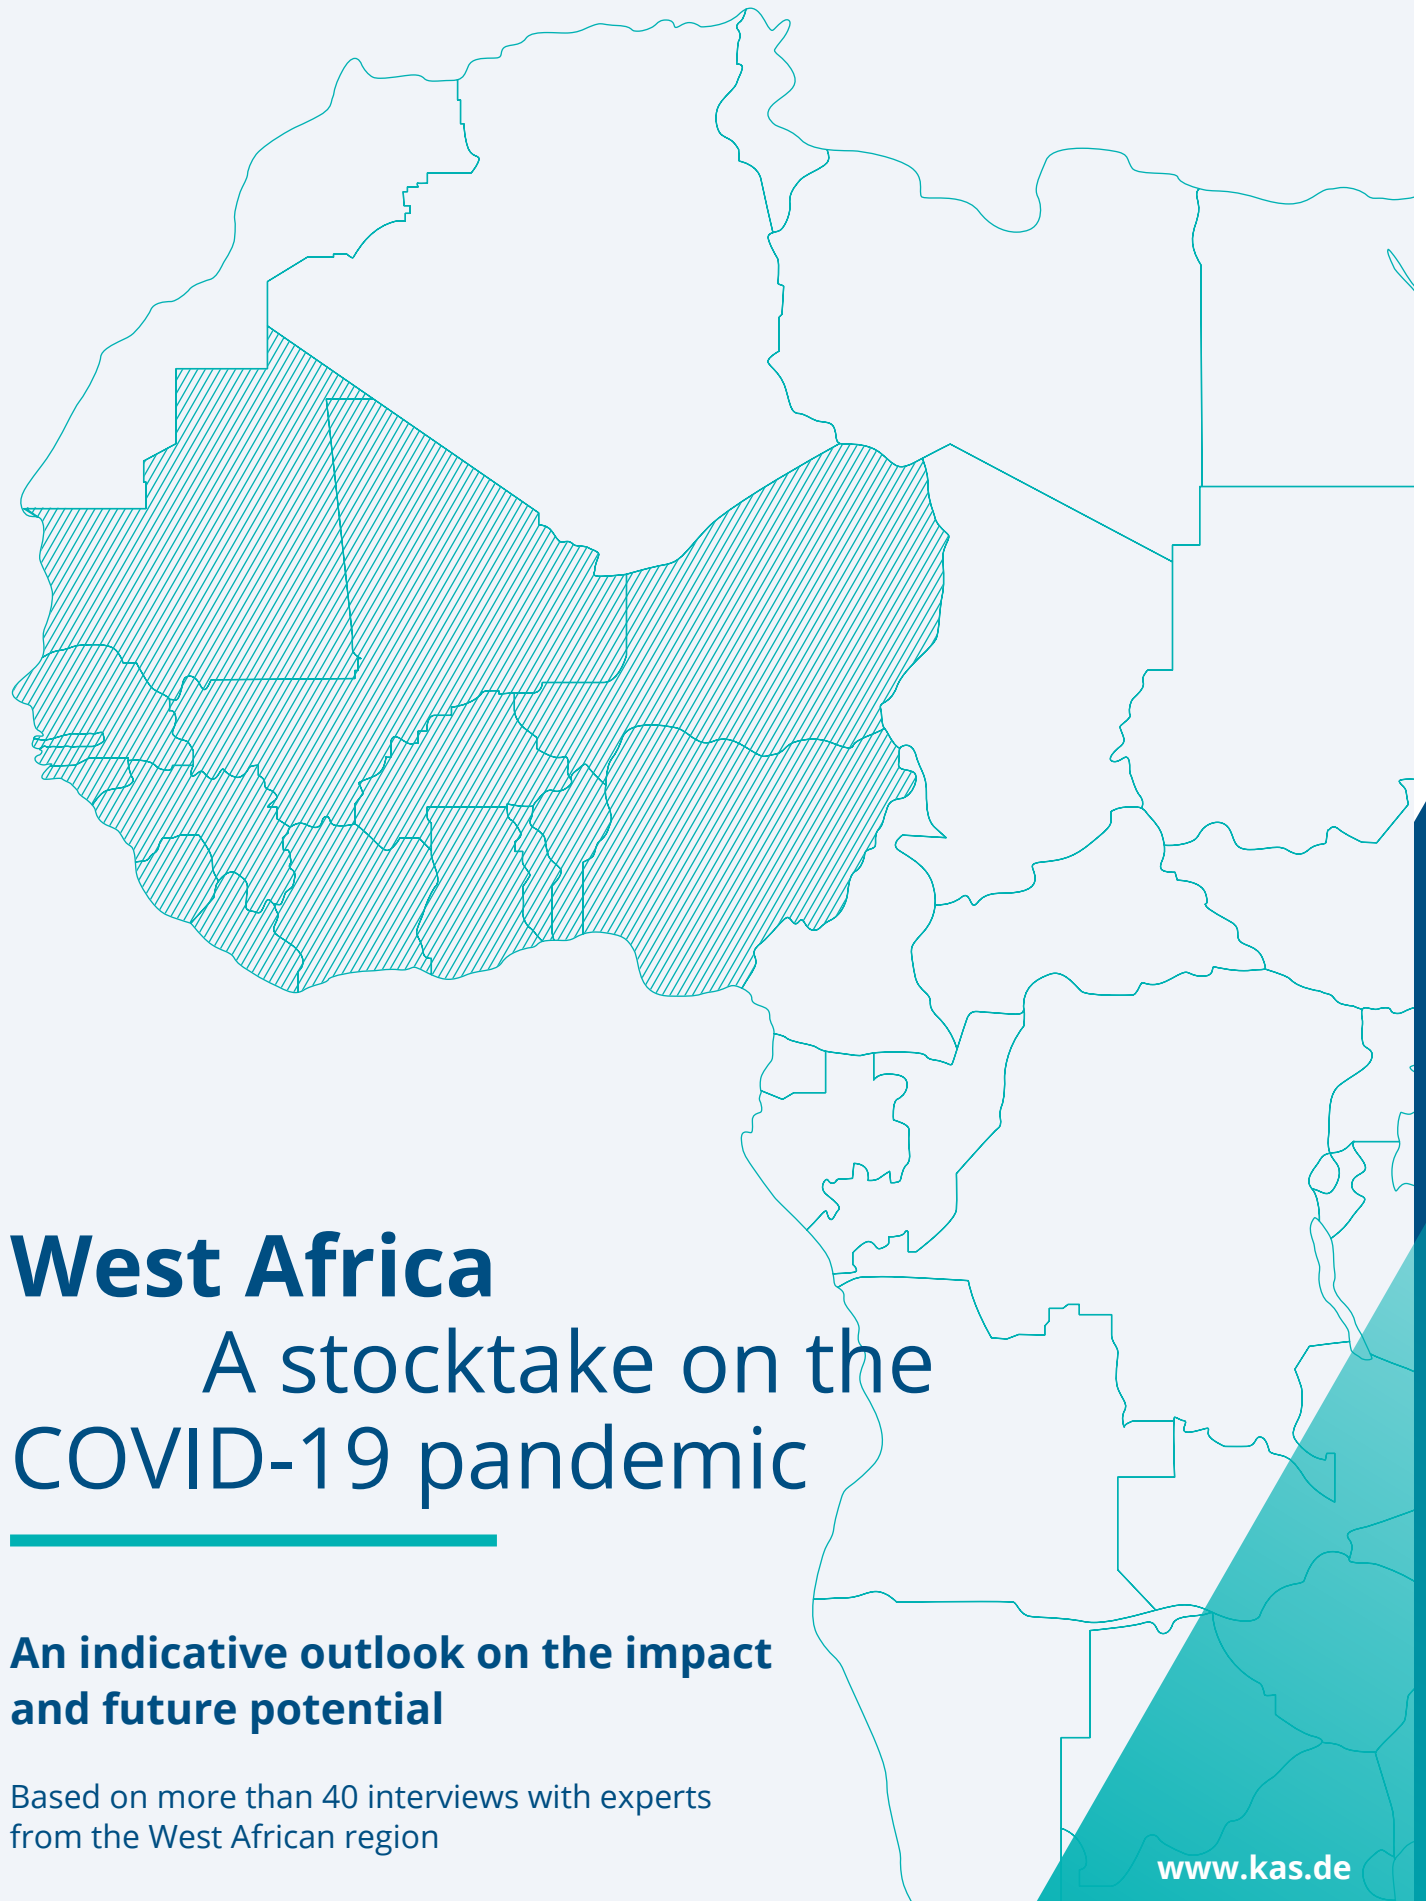 West Africa
A stocktake on the
COVID-19 pandemic
An indicative outlook on the impact
and future potential
Based on more than 40 interviews with experts
from the West African region
www.kas.de